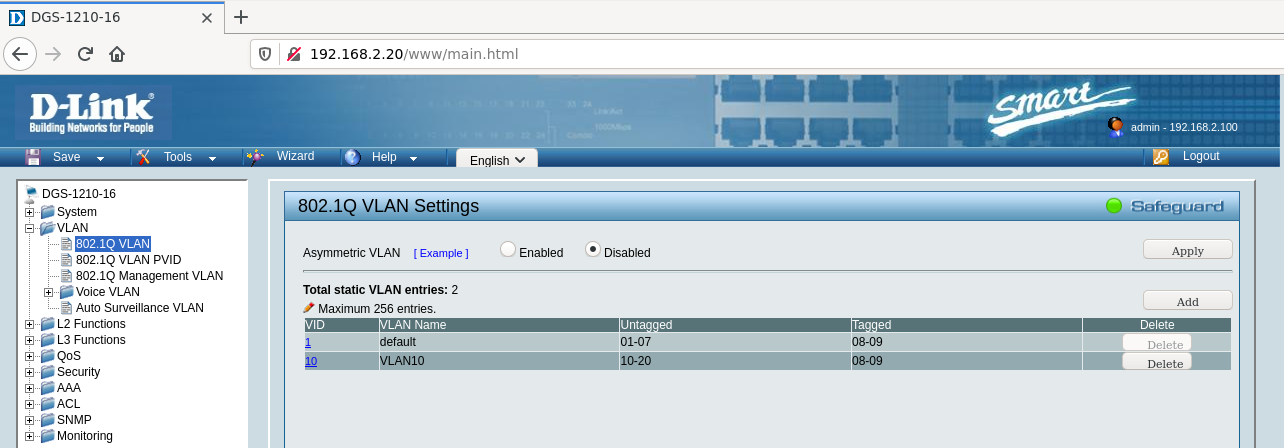 DGS-1210-16
192.168.2.20/www/main.html
D-Link
Building Networks for People
smart
admin - 192.168.2.100
Save Tools Wizard Help English Logout
DGS-1210-16
System
VLAN
802.1Q VLAN
802.1Q VLAN PVID
802.1Q Management VLAN
Voice VLAN
Auto Surveillance VLAN
L2 Functions
L3 Functions
QoS
Security
AAA
ACL
SNMP
Monitoring
802.1Q VLAN Settings
Safeguard
Asymmetric VLAN [ Example ] Enabled Disabled Apply
Total static VLAN entries: 2
Maximum 256 entries. Add
VID VLAN Name Untagged Tagged Delete
1 default 01-07 08-09 Delete
10 VLAN10 10-20 08-09 Delete